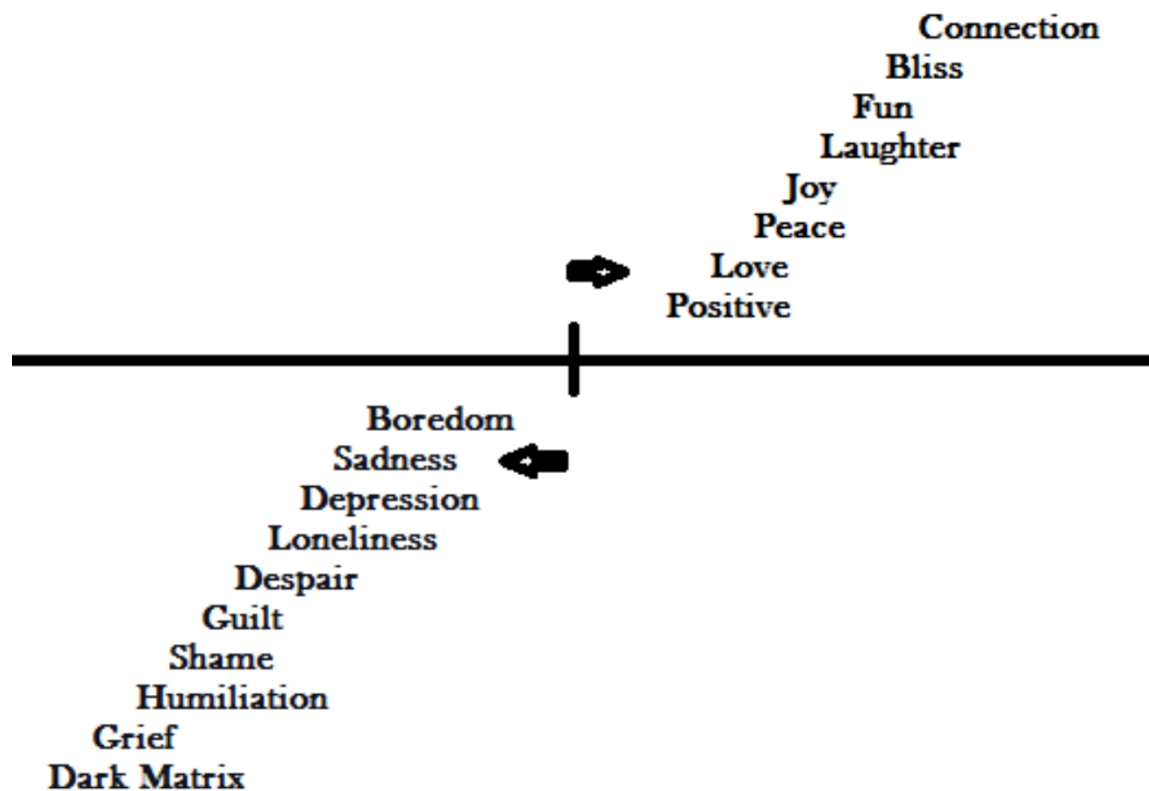 Connection
Bliss
Fun
Laughter
Joy
Peace
Love
Positive
Boredom
Sadness
Depression
Loneliness
Despair
Guilt
Shame
Humiliation
Grief
Dark Matrix